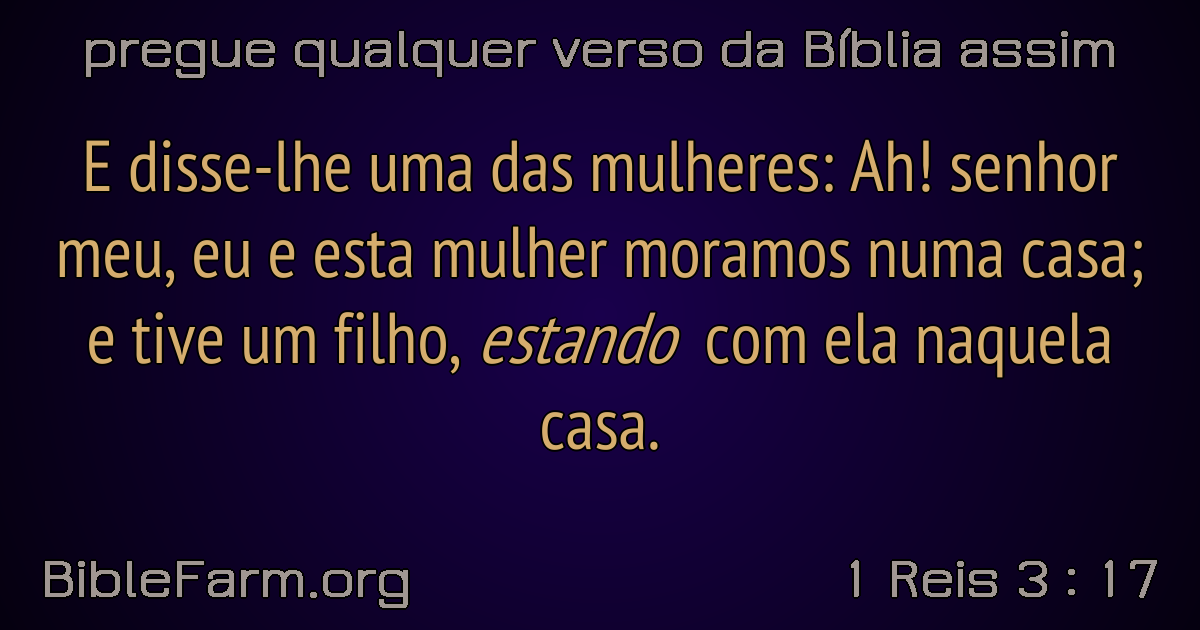 pregue qualquer verso da Bíblia assim
E disse-lhe uma das mulheres: Ah! senhor
meu, eu e esta mulher moramos numa casa;
e tive um filho, estando com ela naquela
casa.
BibleFarm.org
1 Reis 3 : 17